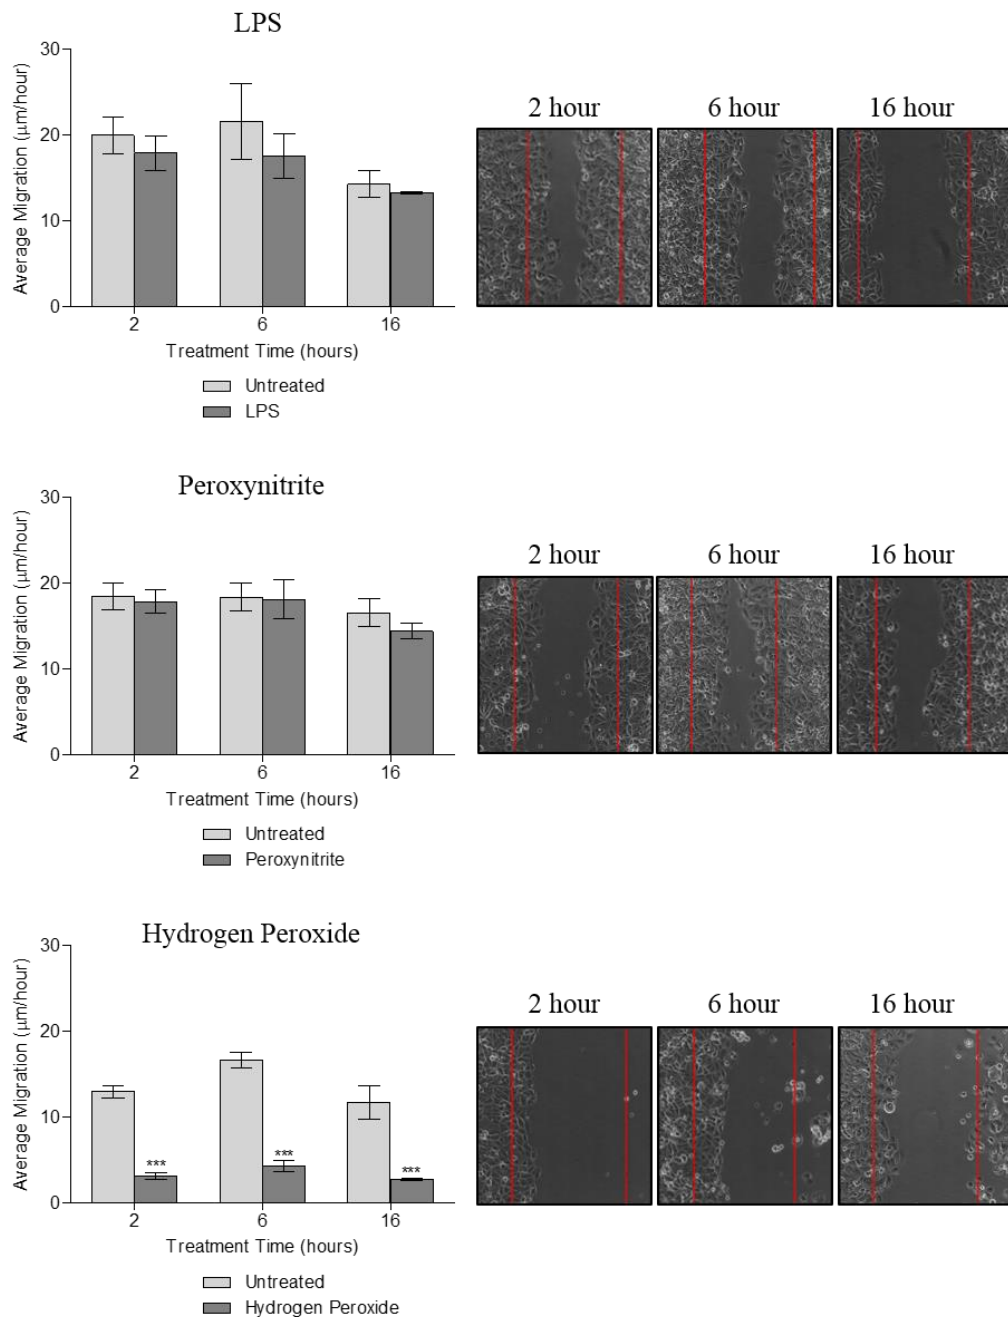 LPS
30
20
10
0
Average Migration (μm/hour)
2 6 16
Treatment Time (hours)
Untreated
LPS
2 hour 6 hour 16 hour
Peroxynitrite
30
20
10
0
Average Migration (μm/hour)
2 6 16
Treatment Time (hours)
Untreated
Peroxynitrite
2 hour 6 hour 16 hour
Hydrogen Peroxide
30
20
10
0
Average Migration (μm/hour)
*** *** ***
2 6 16
Treatment Time (hours)
Untreated
Hydrogen Peroxide
2 hour 6 hour 16 hour